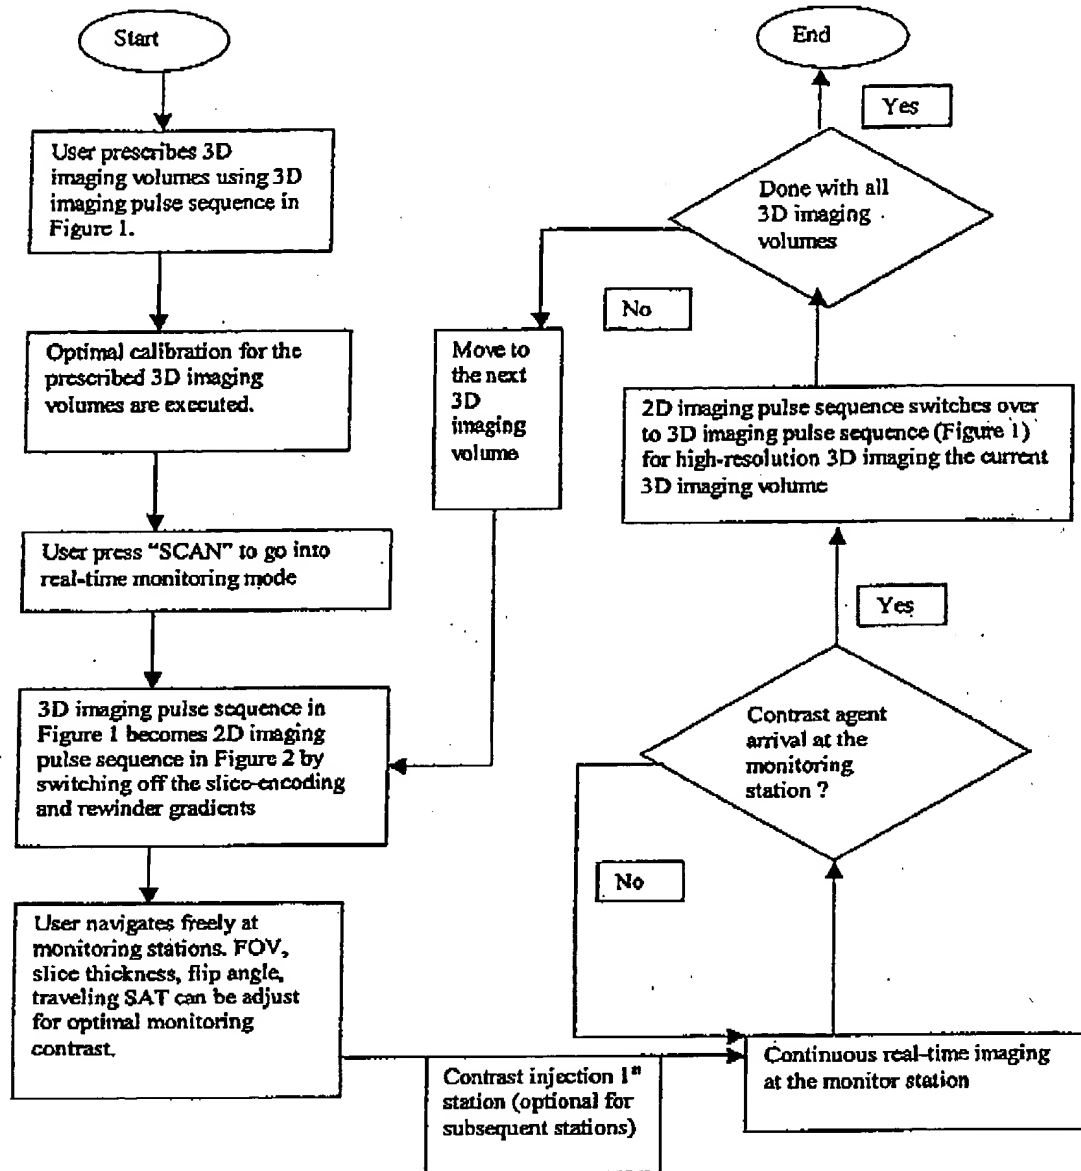 Start
User prescribes 3D
imaging volumes using 3D
imaging pulse sequence in
Figure 1.
Optimal calibration for the
prescribed 3D imaging
volumes are executed.
User press "SCAN" to go into
real-time monitoring mode
3D imaging pulse sequence in
Figure 1 becomes 2D imaging
pulse sequence in Figure 2 by
switching off the slice-encoding
and rewinder gradients
User navigates freely at
monitoring stations. FOV,
slice thickness, flip angle,
traveling SAT can be adjust
for optimal monitoring
contrast.
Contrast injection 1st
station (optional for
subsequent stations)
Continuous real-time imaging
at the monitor station
No
Contrast agent
arrival at the
monitoring
station ?
Yes
2D imaging pulse sequence switches over
to 3D imaging pulse sequence (Figure 1)
for high-resolution 3D imaging the current
3D imaging volume
Move to
the next
3D
imaging
volume
No
Done with all
3D imaging
volumes
Yes
End